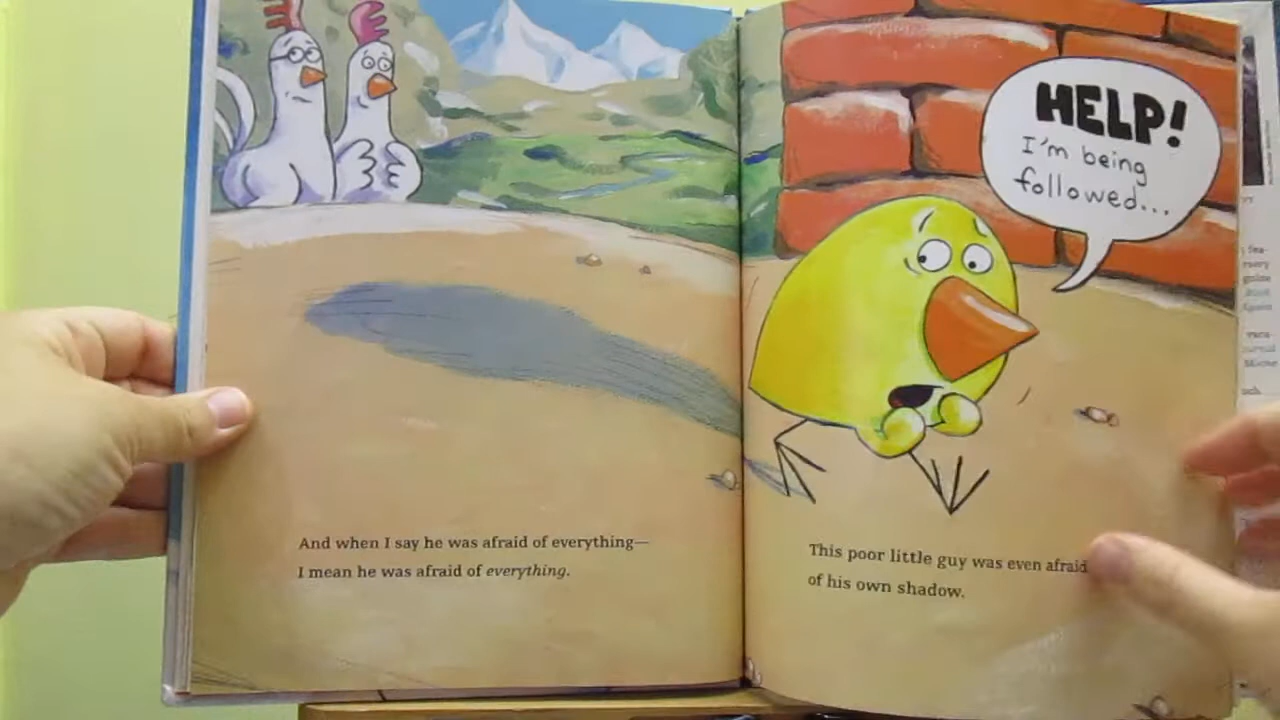 And when I say he was afraid of everything—
I mean he was afraid of everything.
HELP!
I'm being
followed...
This poor little guy was even afraid
of his own shadow.